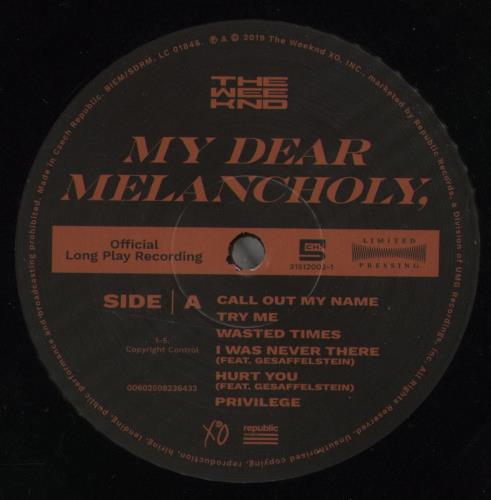 THE
WEE
KND
MY DEAR
MELANCHOLY,
Official
Long Play Recording
31512003-1
LIMITED
PRESSING
SIDE | A
CALL OUT MY NAME
TRY ME
WASTED TIMES
I WAS NEVER THERE
(FEAT. GESAFFELSTEIN)
HURT YOU
(FEAT. GESAFFELSTEIN)
PRIVILEGE
1-5.
Copyright Control
00602508236433
XO
republic
℗ & © 2019 The Weeknd XO, INC., marketed by Republic Records, a Division of UMG Recordings, Inc. All Rights Reserved. Unauthorised copying, reproduction, hiring, lending, public performance and broadcasting prohibited. Made in Czech Republic. BIEM/SDRM. LC 01846.